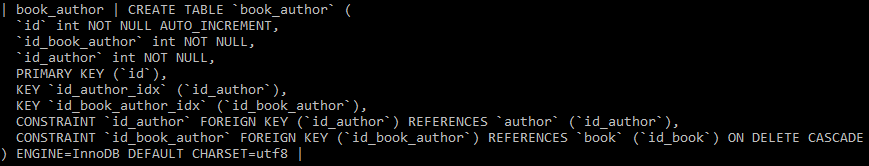 | book_author | CREATE TABLE `book_author` (
`id` int NOT NULL AUTO_INCREMENT,
`id_book_author` int NOT NULL,
`id_author` int NOT NULL,
PRIMARY KEY (`id`),
KEY `id_author_idx` (`id_author`),
KEY `id_book_author_idx` (`id_book_author`),
CONSTRAINT `id_author` FOREIGN KEY (`id_author`) REFERENCES `author` (`id_author`),
CONSTRAINT `id_book_author` FOREIGN KEY (`id_book_author`) REFERENCES `book` (`id_book`) ON DELETE CASCADE
) ENGINE=InnoDB DEFAULT CHARSET=utf8 |